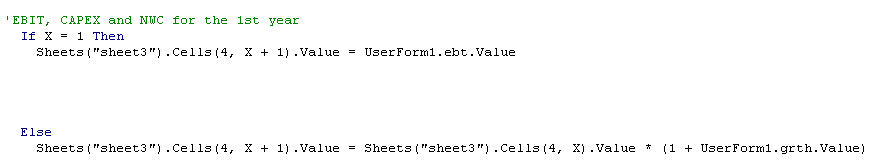 'EBIT, CAPEX and NWC for the 1st year
If X = 1 Then
Sheets("sheet3").Cells(4, X + 1).Value = UserForm1.ebt.Value
Else
Sheets("sheet3").Cells(4, X + 1).Value = Sheets("sheet3").Cells(4, X).Value * (1 + UserForm1.grth.Value)